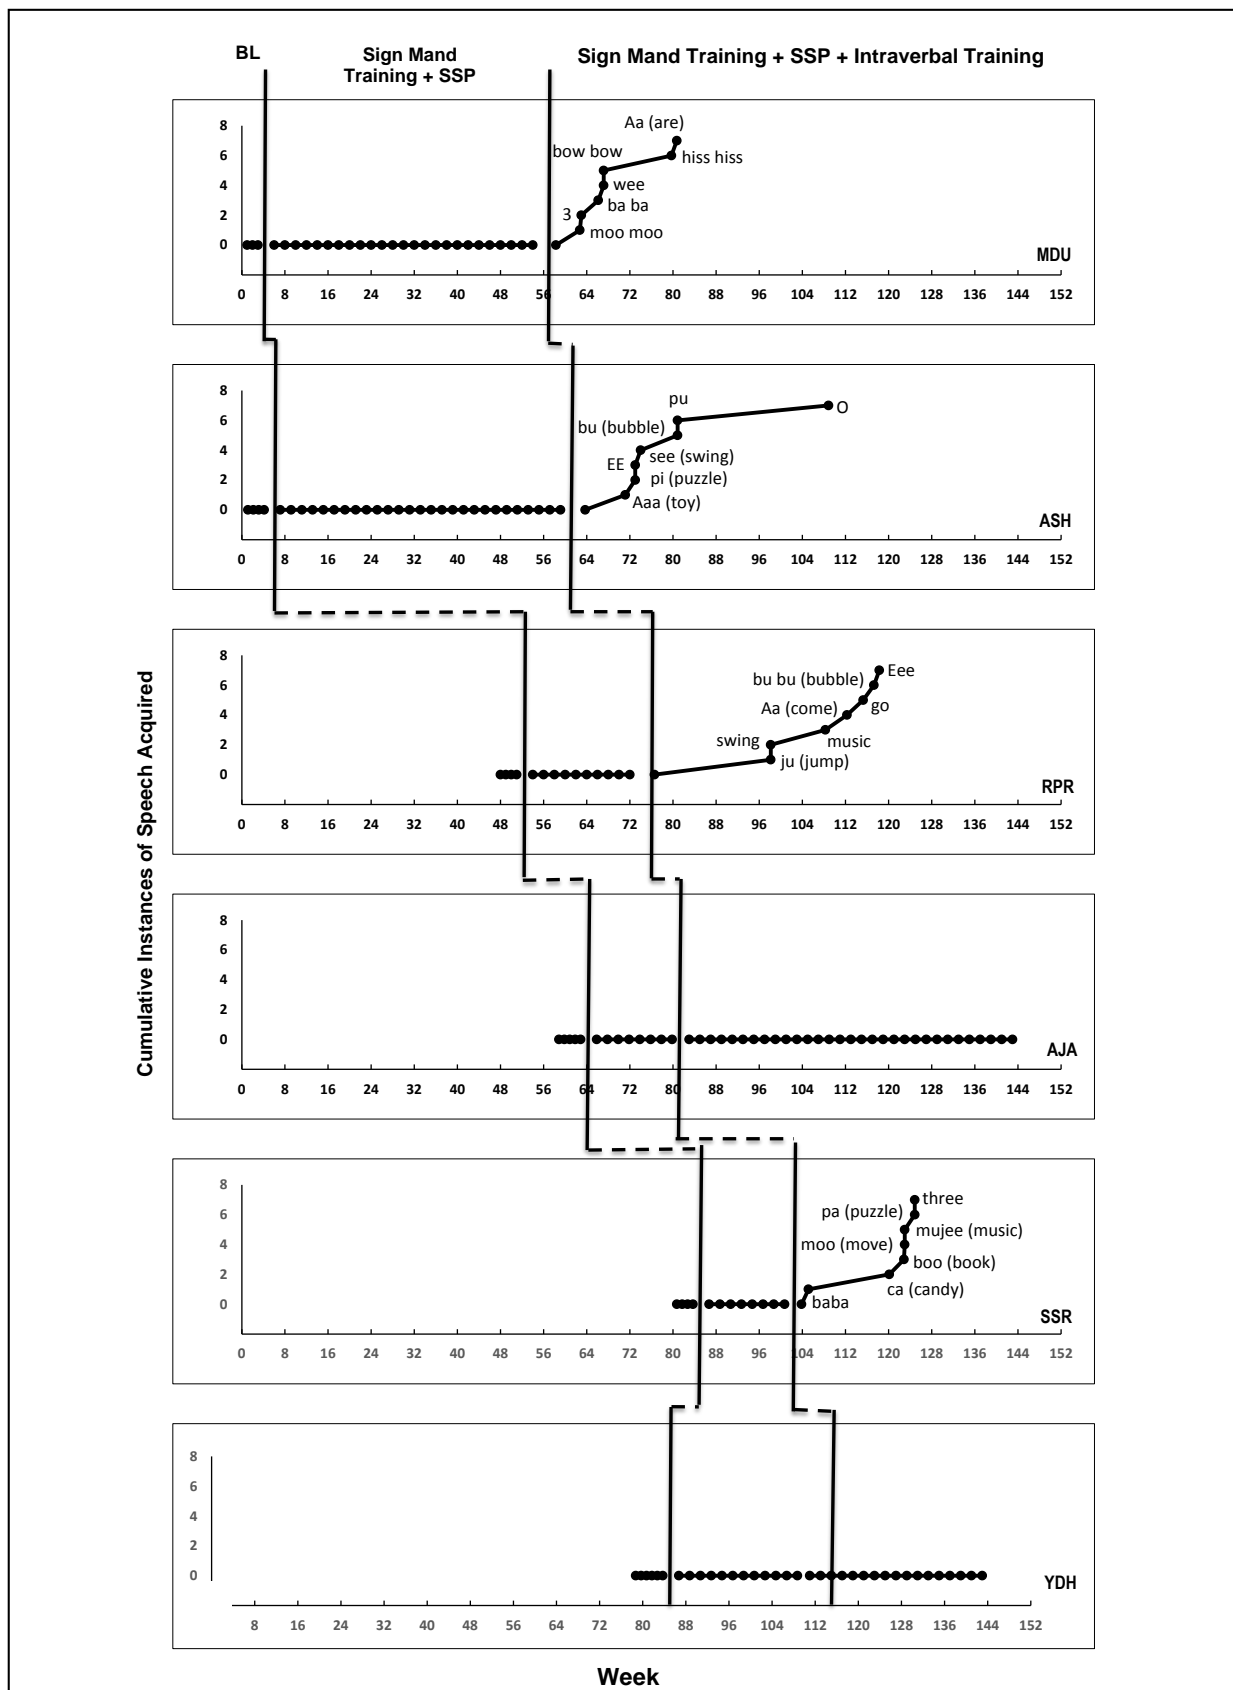 BL
Sign Mand
Training + SSP
Sign Mand Training + SSP + Intraverbal Training
Cumulative Instances of Speech Acquired
8
6
4
2
0
Aa (are)
bow bow
hiss hiss
wee
ba ba
3
moo moo
MDU
0 8 16 24 32 40 48 56 64 72 80 88 96 104 112 120 128 136 144 152
8
6
4
2
0
pu
O
bu (bubble)
see (swing)
EE
pi (puzzle)
Aaa (toy)
ASH
0 8 16 24 32 40 48 56 64 72 80 88 96 104 112 120 128 136 144 152
8
6
4
2
0
Eee
bu bu (bubble)
go
Aa (come)
music
swing
ju (jump)
RPR
0 8 16 24 32 40 48 56 64 72 80 88 96 104 112 120 128 136 144 152
8
6
4
2
0
AJA
0 8 16 24 32 40 48 56 64 72 80 88 96 104 112 120 128 136 144 152
8
6
4
2
0
three
pa (puzzle)
mujee (music)
moo (move)
boo (book)
ca (candy)
baba
SSR
0 8 16 24 32 40 48 56 64 72 80 88 96 104 112 120 128 136 144 152
8
6
4
2
0
YDH
8 16 24 32 40 48 56 64 72 80 88 96 104 112 120 128 136 144 152
Week